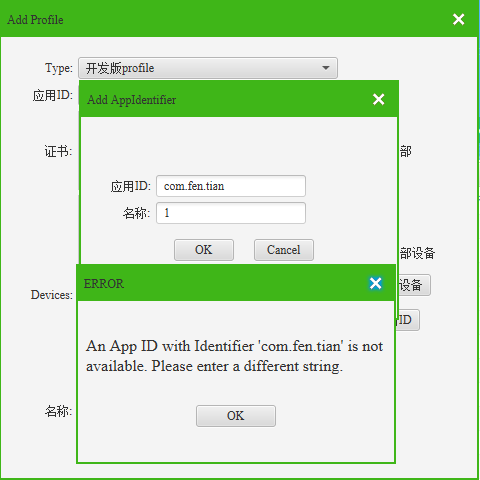 Add Profile
Type: 开发版profile
应用ID:
Add AppIdentifier
证书:
部
应用ID: com.fen.tian
名称: 1
OK Cancel
部设备
ERROR
设备
Devices:
ID
An App ID with Identifier 'com.fen.tian' is not
available. Please enter a different string.
名称:
OK